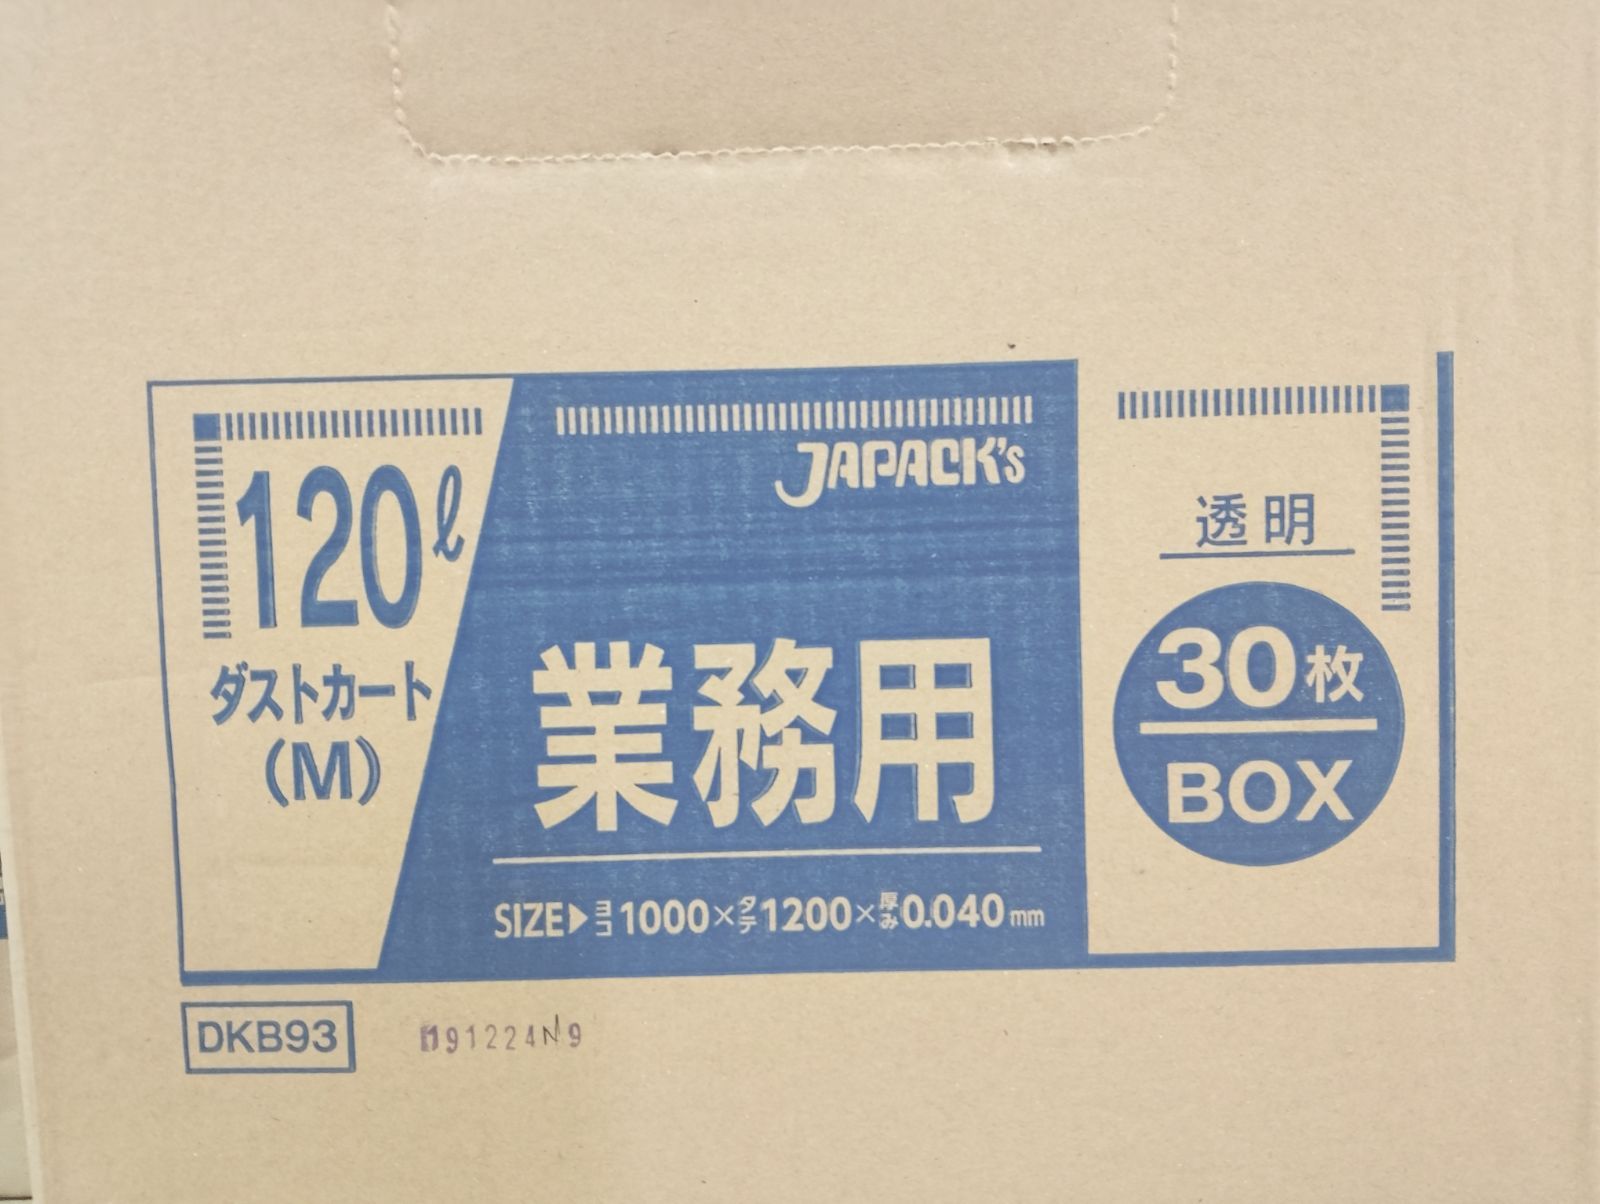 JAPACK's
120ℓ
ダストカート
(M)
業務用
SIZE▶ヨコ1000×タテ1200×厚み0.040mm
透明
30枚
BOX
DKB93
191224N9